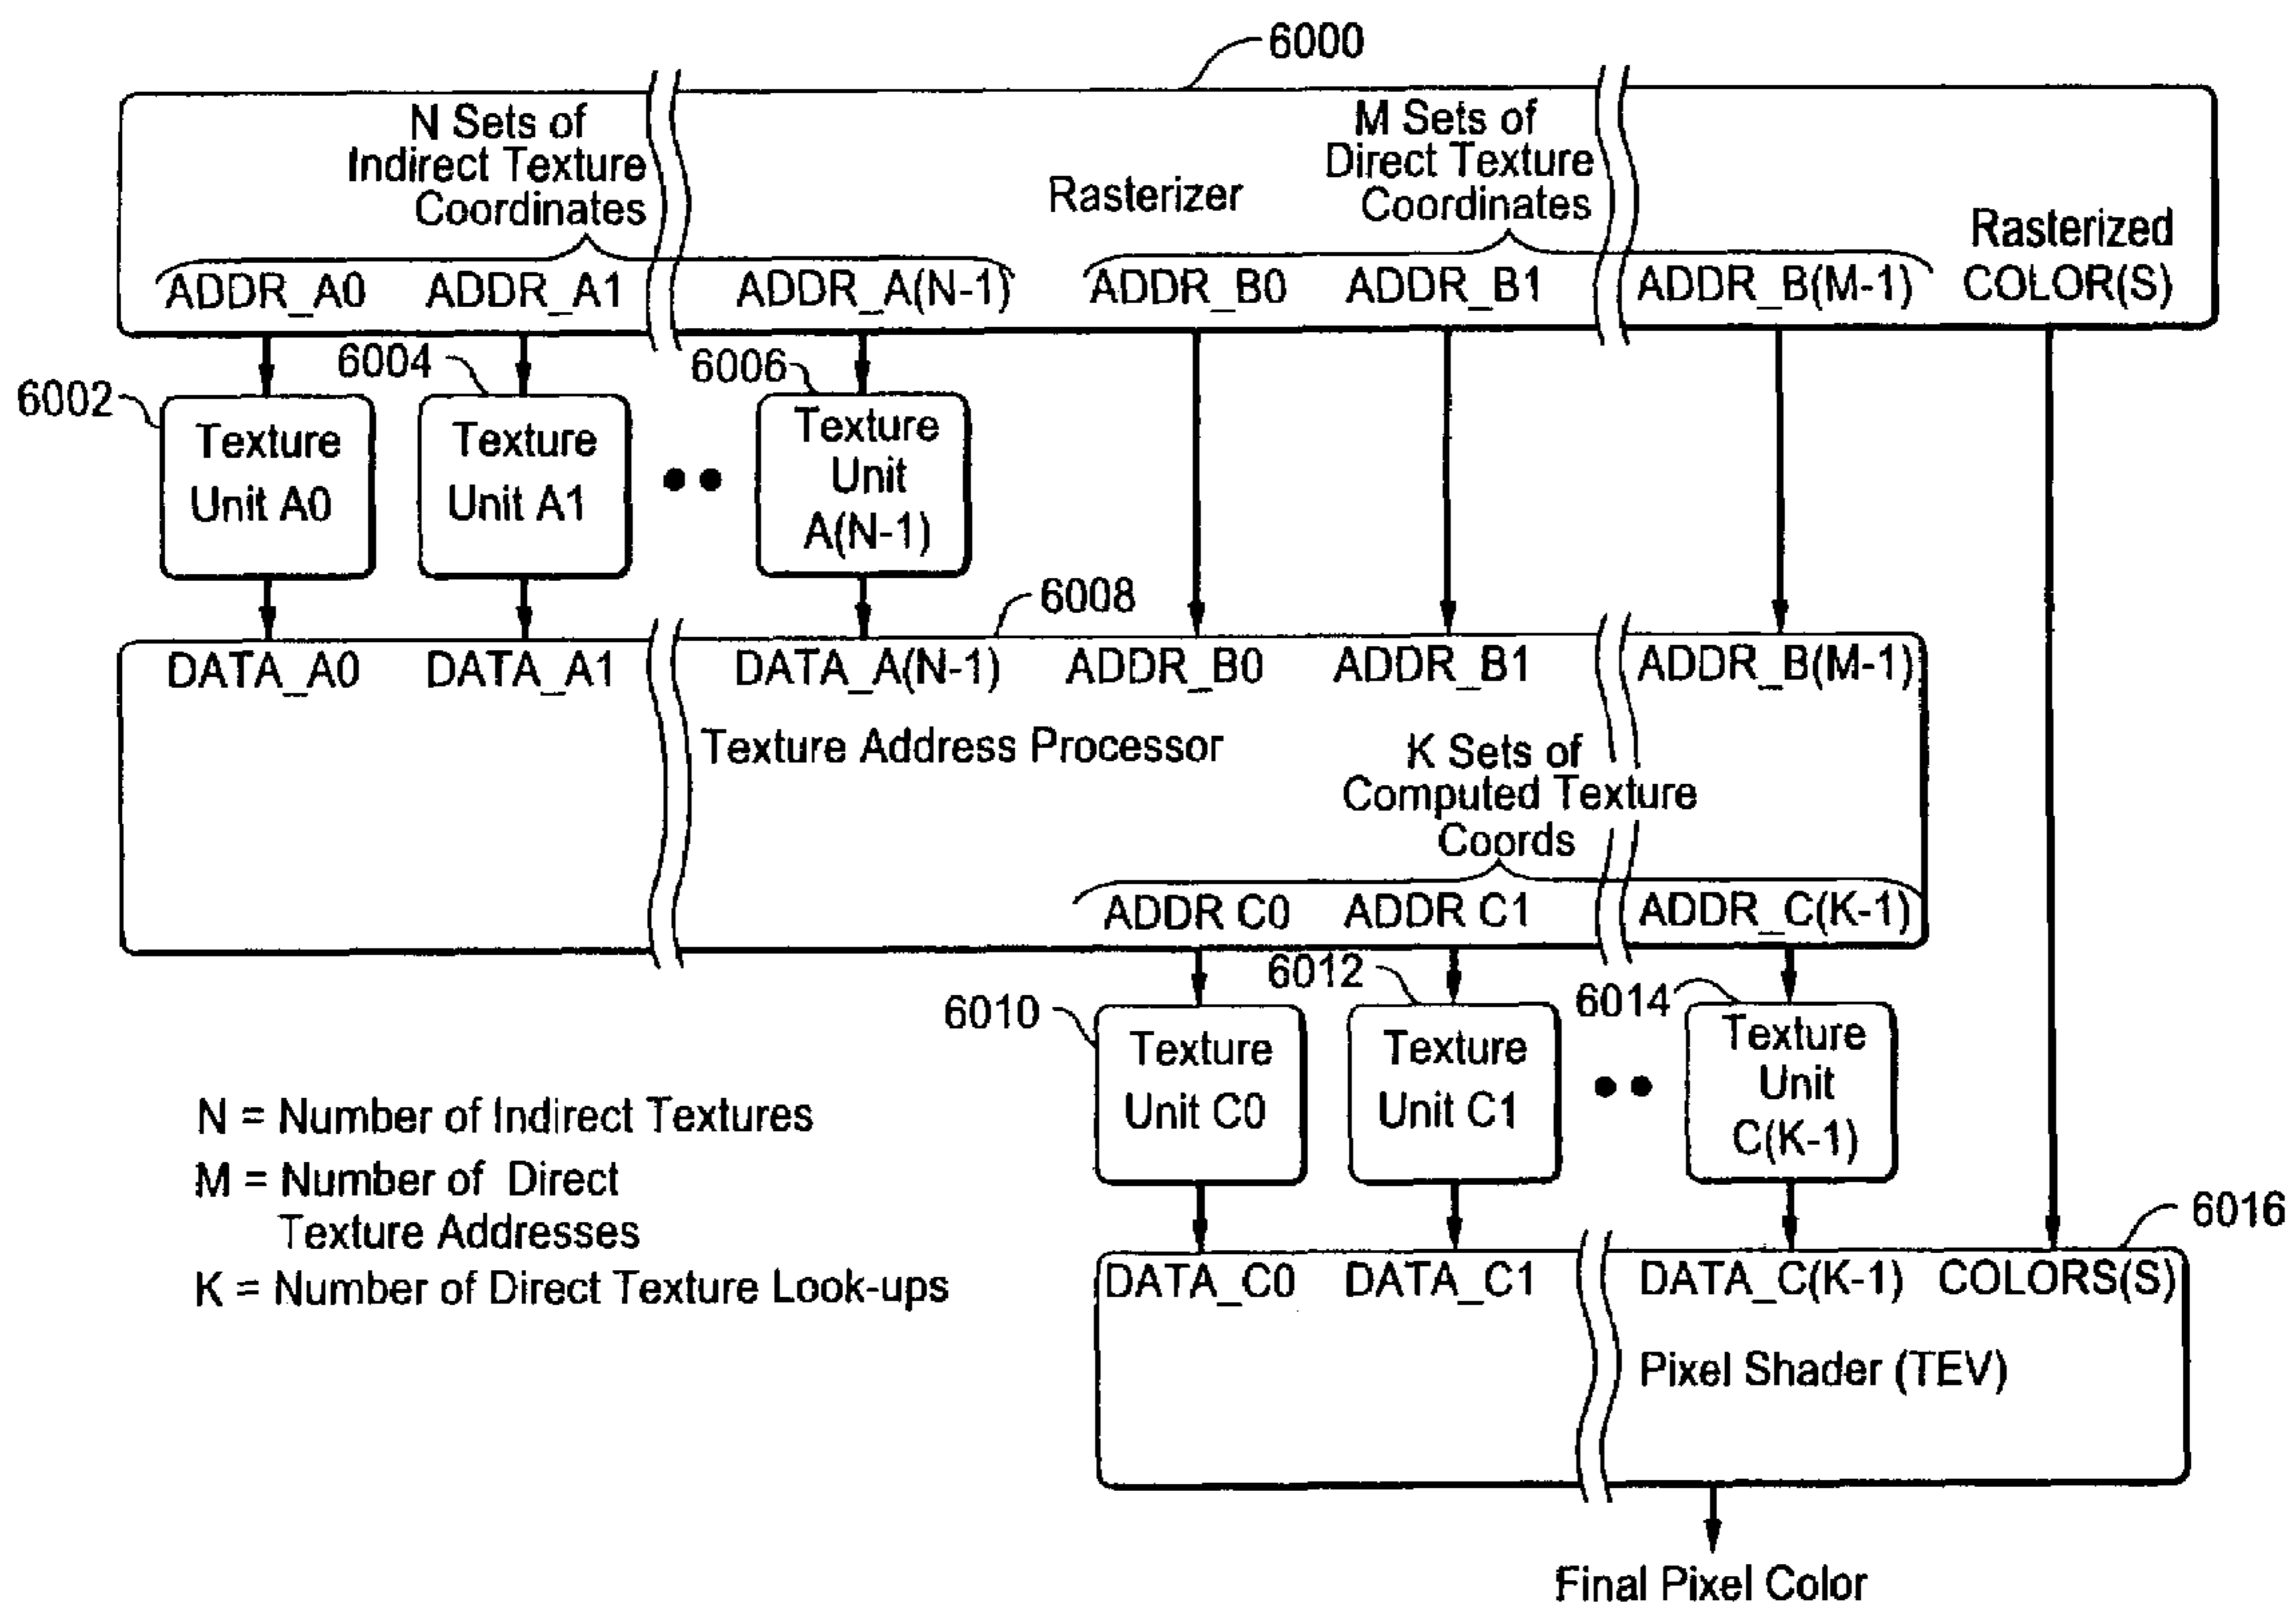 6000
N Sets of
Indirect Texture
Coordinates
M Sets of
Direct Texture
Coordinates
Rasterizer
Rasterized
COLOR(S)
ADDR_A0 ADDR_A1 ADDR_A(N-1) ADDR_B0 ADDR_B1 ADDR_B(M-1)
6002
6004
6006
Texture
Unit A0
Texture
Unit A1
Texture
Unit
A(N-1)
6008
DATA_A0 DATA_A1 DATA_A(N-1) ADDR_B0 ADDR_B1 ADDR_B(M-1)
Texture Address Processor
K Sets of
Computed Texture
Coords
ADDR C0 ADDR C1 ADDR_C(K-1)
6010
6012
6014
Texture
Unit C0
Texture
Unit C1
Texture
Unit
C(K-1)
N = Number of Indirect Textures
M = Number of Direct
Texture Addresses
K = Number of Direct Texture Look-ups
6016
DATA_C0 DATA_C1 DATA_C(K-1) COLORS(S)
Pixel Shader (TEV)
Final Pixel Color